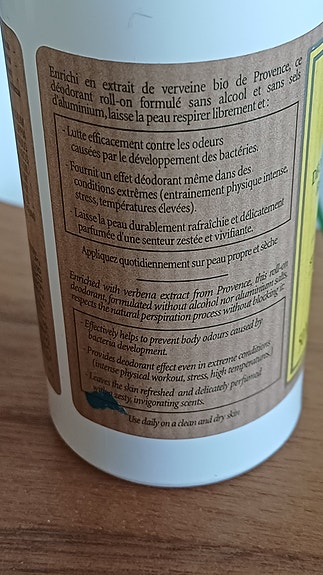 Enrichi en extrait de verveine bio de Provence, ce
déodorant roll-on formulé sans alcool et sans sels
d'aluminium, laisse la peau respirer librement et :
· Lutte efficacement contre les odeurs
causées par le développement des bactéries.
· Fournit un effet déodorant même dans des
conditions extrêmes (entrainement physique intense,
stress, températures élevées).
· Laisse la peau durablement rafraîchie et délicatement
parfumée d'une senteur zestée et vivifiante.
Appliquez quotidiennement sur peau propre et sèche
Enriched with verbena extract from Provence, this roll-on
deodorant, formulated without alcohol nor aluminium salts,
respects the natural perspiration process without blocking it:
· Effectively helps to prevent body odours caused by
bacteria development.
· Provides deodorant effect even in extreme conditions
(intense physical workout, stress, high temperatures).
· Leaves the skin refreshed and delicately perfumed
zesty, invigorating scents.
Use daily on a clean and dry skin